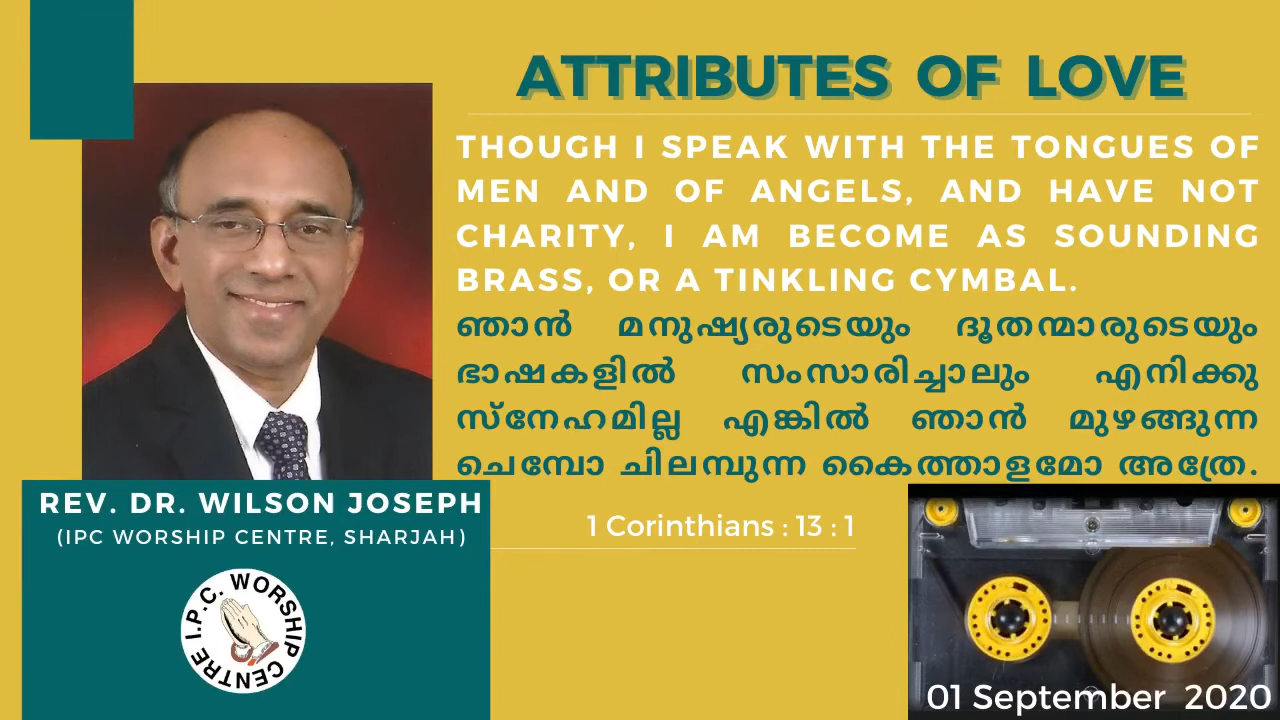 ATTRIBUTES OF LOVE
THOUGH I SPEAK WITH THE TONGUES OF
MEN AND OF ANGELS, AND HAVE NOT
CHARITY, I AM BECOME AS SOUNDING
BRASS, OR A TINKLING CYMBAL.
ഞാൻ മനുഷ്യരുടെയും ദൂതന്മാരുടെയും
ഭാഷകളിൽ സംസാരിച്ചാലും എനിക്കു
സ്നേഹമില്ല എങ്കിൽ ഞാൻ മുഴങ്ങുന്ന
ചെമ്പോ ചിലമ്പുന്ന കൈത്താളമോ അത്രേ.
1 Corinthians : 13 : 1
REV. DR. WILSON JOSEPH
(IPC WORSHIP CENTRE, SHARJAH)
I.P.C. WORSHIP CENTRE
01 September 2020